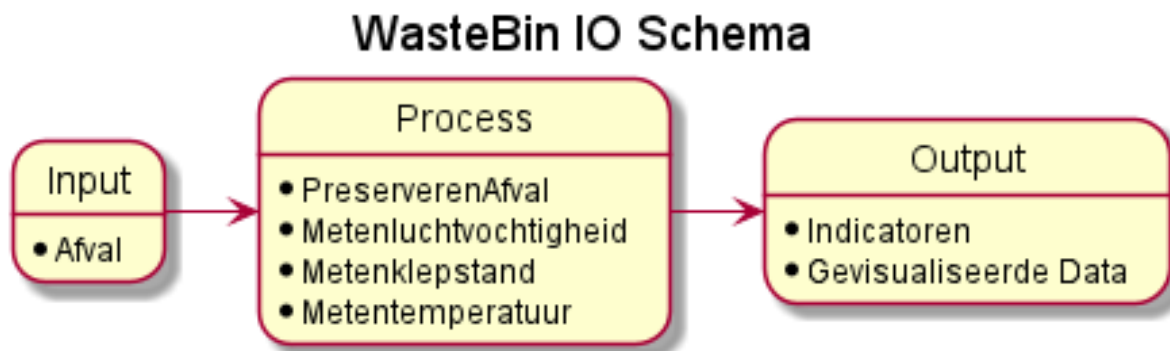 WasteBin IO Schema
Input
• Afval
Process
• PreserverenAfval
• Metenluchtvochtigheid
• Metenklepstand
• Metentemperatuur
Output
• Indicatoren
• Gevisualiseerde Data